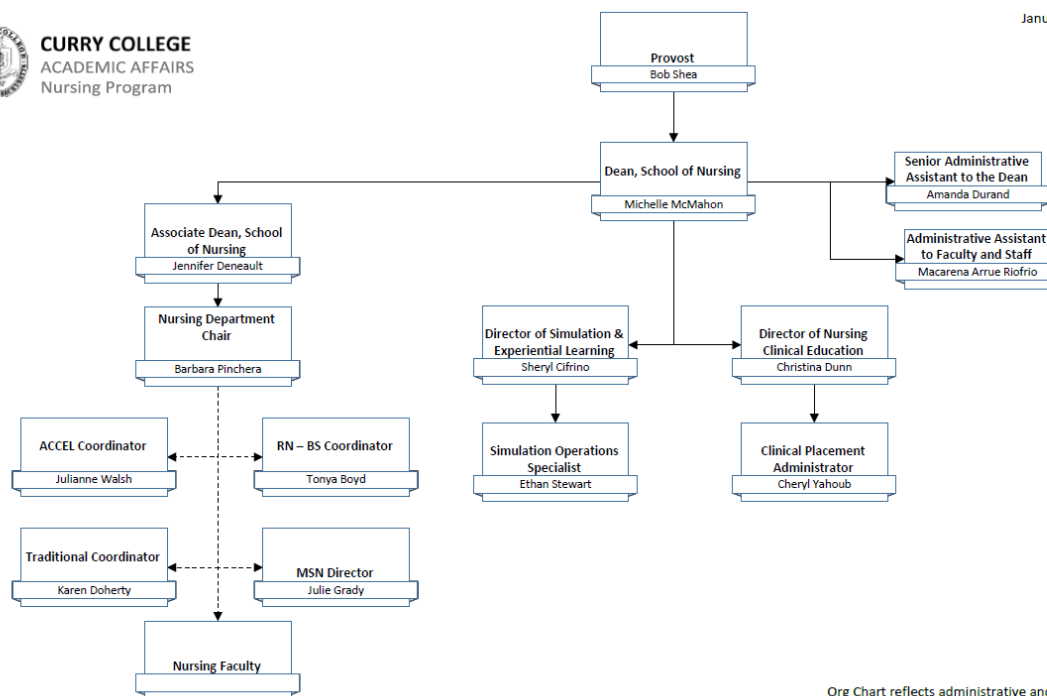 Janu
CURRY COLLEGE
ACADEMIC AFFAIRS
Nursing Program
Provost
Bob Shea
Dean, School of Nursing
Michelle McMahon
Senior Administrative
Assistant to the Dean
Amanda Durand
Associate Dean, School
of Nursing
Jennifer Deneault
Administrative Assistant
to Faculty and Staff
Macarena Arrue Riofrio
Nursing Department
Chair
Barbara Pinchera
Director of Simulation &
Experiential Learning
Sheryl Cifrino
Director of Nursing
Clinical Education
Christina Dunn
ACCEL Coordinator
Julianne Walsh
RN – BS Coordinator
Tonya Boyd
Simulation Operations
Specialist
Ethan Stewart
Clinical Placement
Administrator
Cheryl Yahoub
Traditional Coordinator
Karen Doherty
MSN Director
Julie Grady
Nursing Faculty
Org Chart reflects administrative and